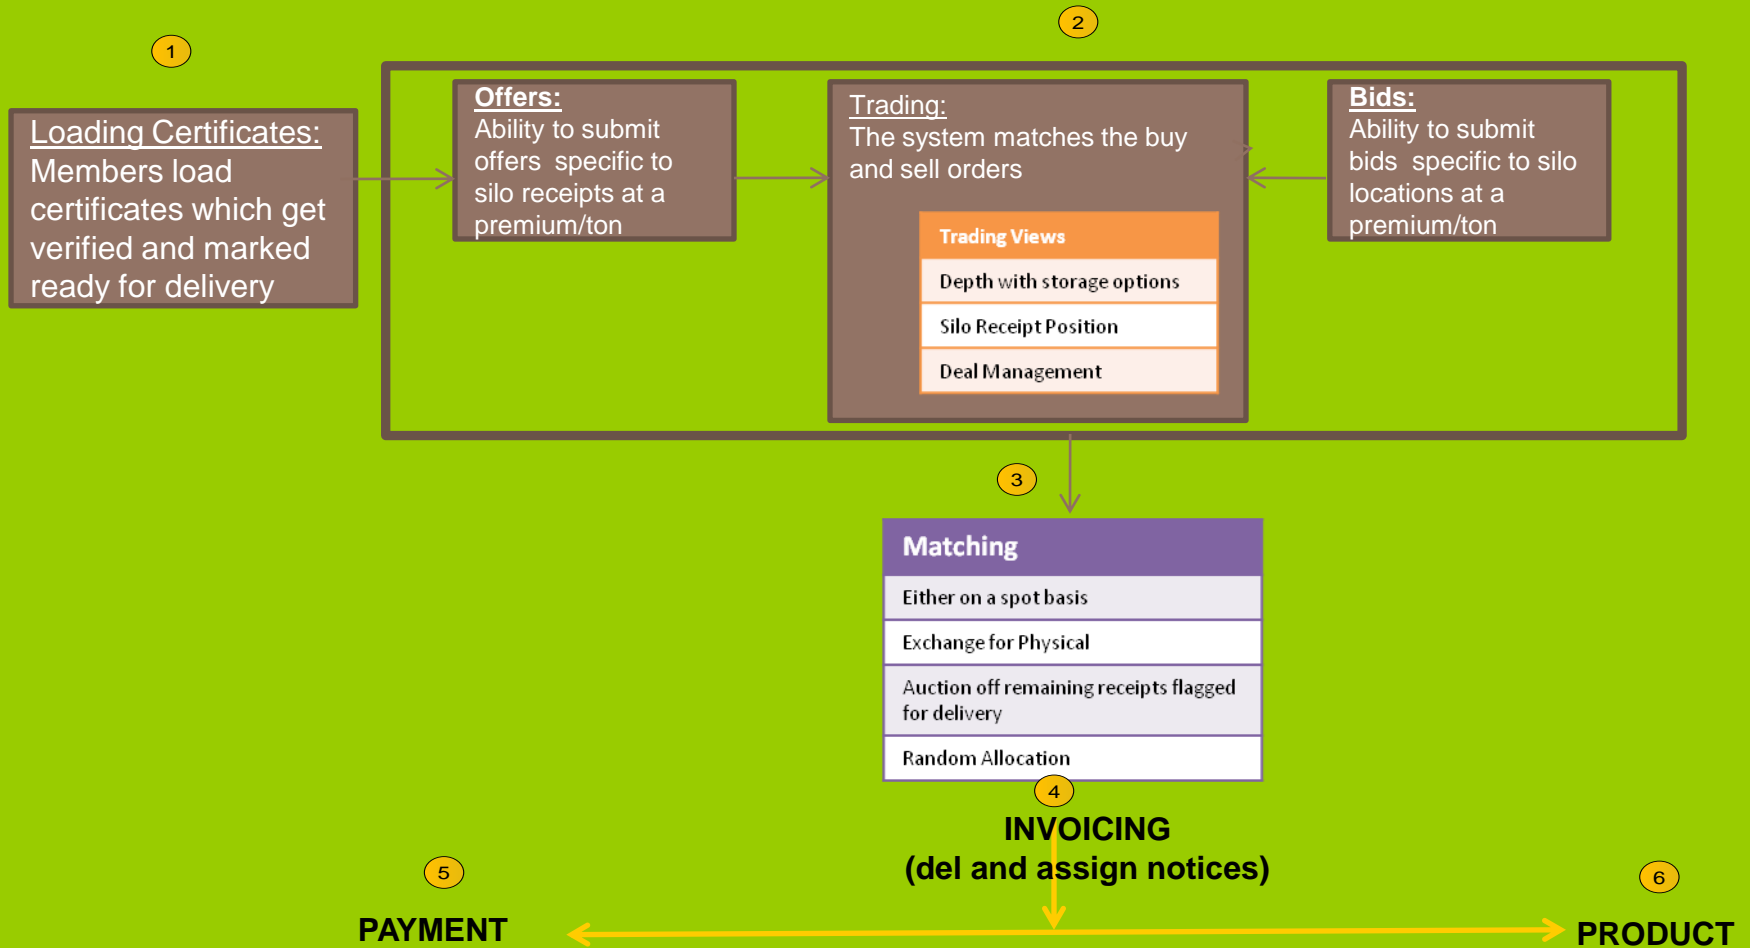 1
2
Loading Certificates:
Members load
certificates which get
verified and marked
ready for delivery
Offers:
Ability to submit
offers specific to
silo receipts at a
premium/ton
Trading:
The system matches the buy
and sell orders
Trading Views
Depth with storage options
Silo Receipt Position
Deal Management
Bids:
Ability to submit
bids specific to silo
locations at a
premium/ton
3
Matching
Either on a spot basis
Exchange for Physical
Auction off remaining receipts flagged
for delivery
Random Allocation
4
INVOICING
(del and assign notices)
5
PAYMENT
6
PRODUCT